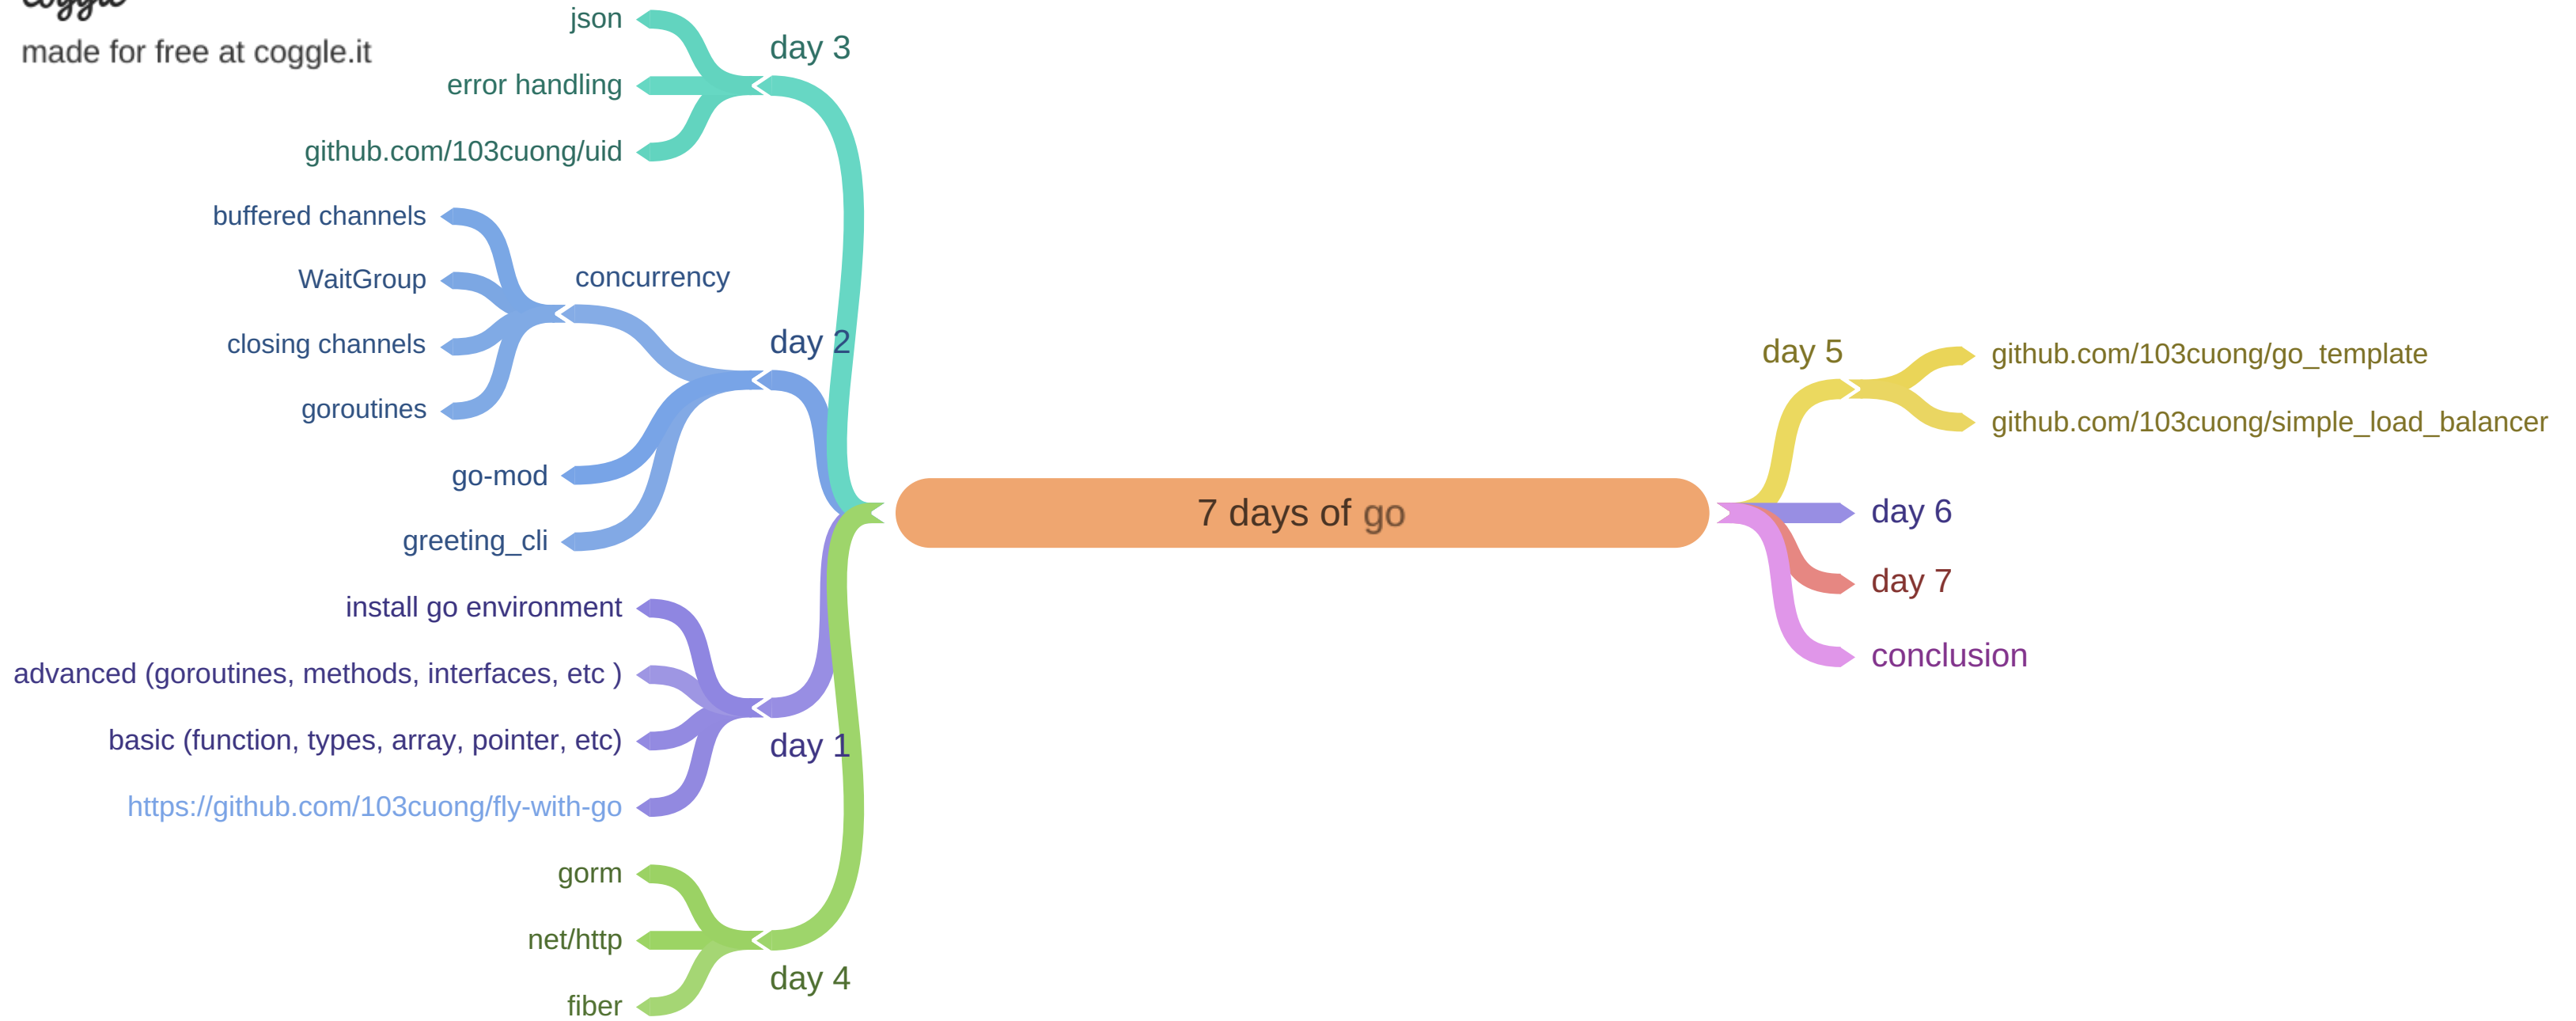 coggle
made for free at coggle.it
json
day 3
error handling
github.com/103cuong/uid
buffered channels
WaitGroup
concurrency
closing channels
day 2
goroutines
go-mod
greeting_cli
install go environment
advanced (goroutines, methods, interfaces, etc )
basic (function, types, array, pointer, etc)
day 1
https://github.com/103cuong/fly-with-go
gorm
net/http
day 4
fiber
7 days of go
day 5
github.com/103cuong/go_template
github.com/103cuong/simple_load_balancer
day 6
day 7
conclusion